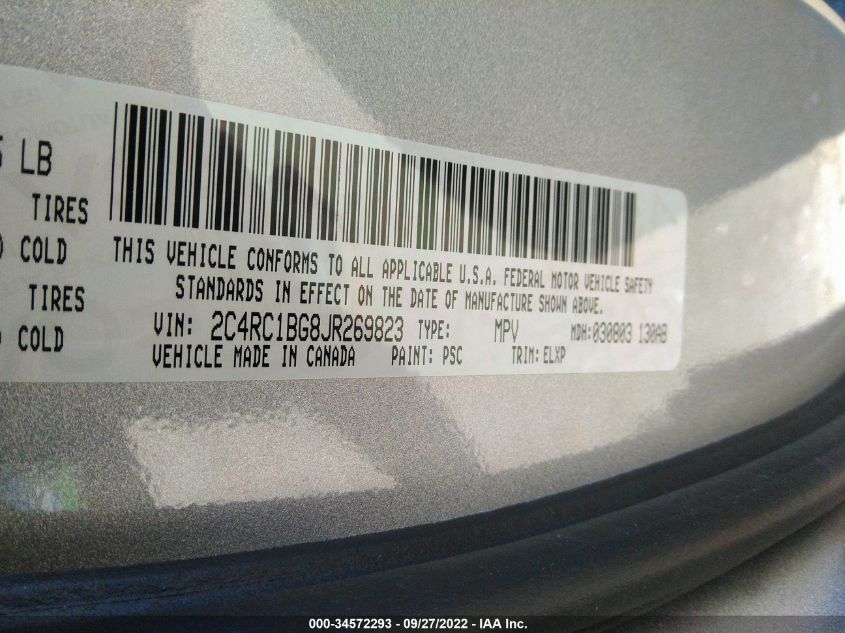 5 LB
TIRES
COLD
TIRES
COLD
THIS VEHICLE CONFORMS TO ALL APPLICABLE U.S.A. FEDERAL MOTOR VEHICLE SAFETY
STANDARDS IN EFFECT ON THE DATE OF MANUFACTURE SHOWN ABOVE.
VIN: 2C4RC1BG8JR269823 TYPE: MPV MDH:030803 130AB
VEHICLE MADE IN CANADA PAINT: PSC TRIM: ELXP
000-34572293 - 09/27/2022 - IAA Inc.